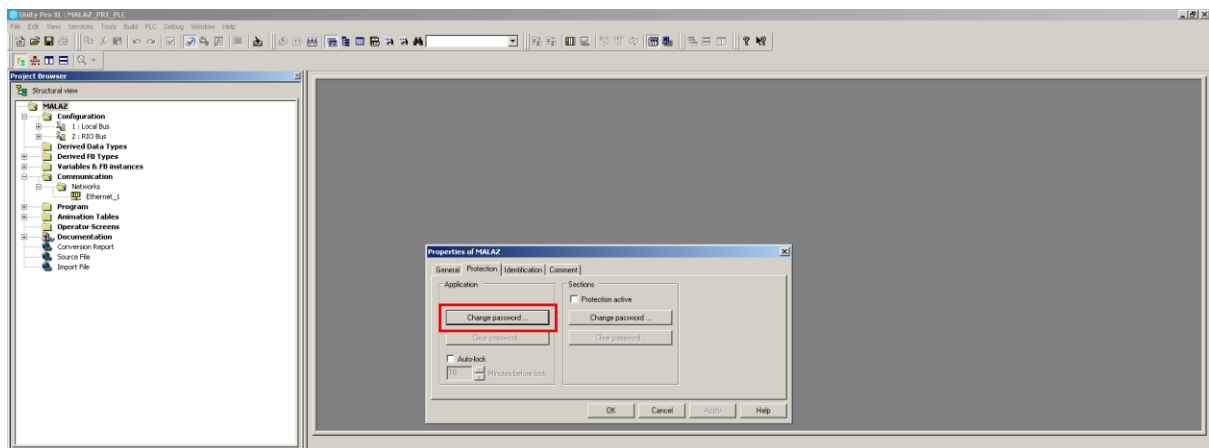 Unity Pro XL : MALAZ_PRJ_PLC
File Edit View Services Tools Build PLC Debug Window Help
Project Browser
Structural view
MALAZ
Configuration
1 : Local Bus
2 : RIO Bus
Derived Data Types
Derived FB Types
Variables & FB instances
Communication
Networks
Ethernet_1
Program
Animation Tables
Operator Screens
Documentation
Conversion Report
Source File
Import File
Properties of MALAZ
General Protection Identification Comment
Application Sections
Protection active
Change password ... Change password ...
Clear password... Clear password...
Auto-lock
10 Minutes before lock
OK Cancel Apply Help